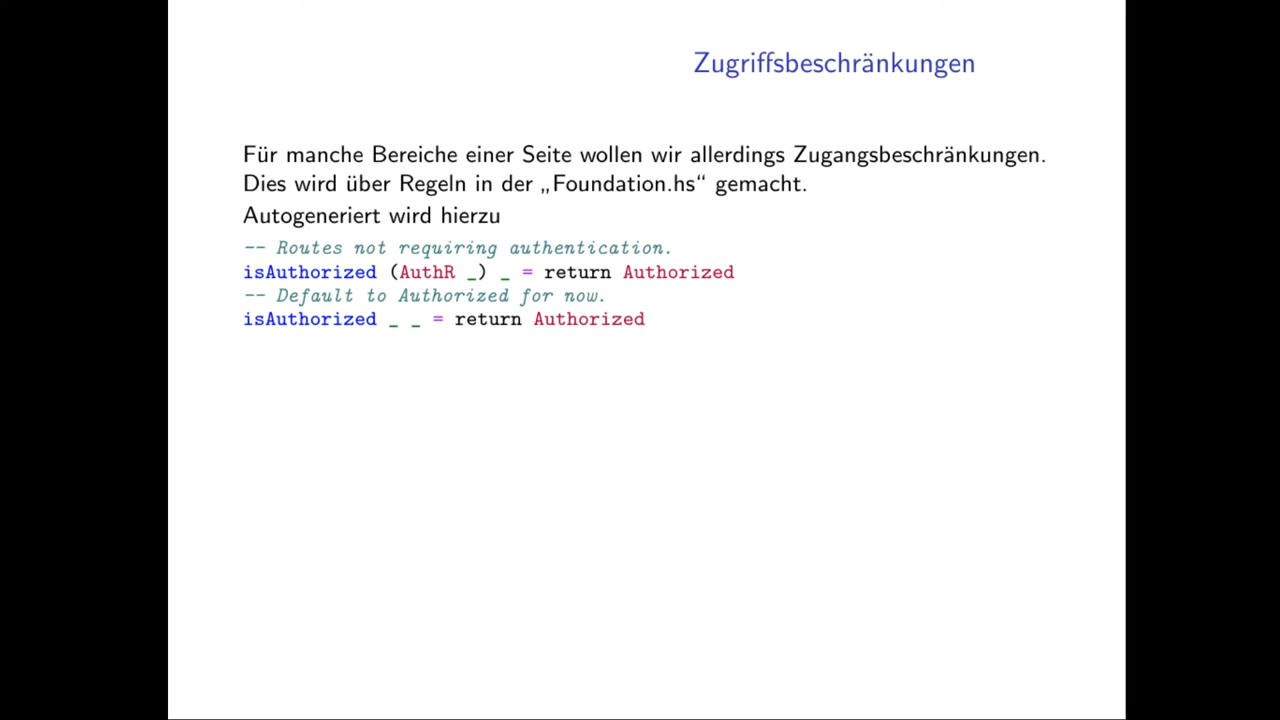 Zugriffsbeschränkungen
Für manche Bereiche einer Seite wollen wir allerdings Zugangsbeschränkungen.
Dies wird über Regeln in der „Foundation.hs“ gemacht.
Autogeneriert wird hierzu
-- Routes not requiring authentication.
isAuthorized (AuthR _) _ = return Authorized
-- Default to Authorized for now.
isAuthorized _ _ = return Authorized